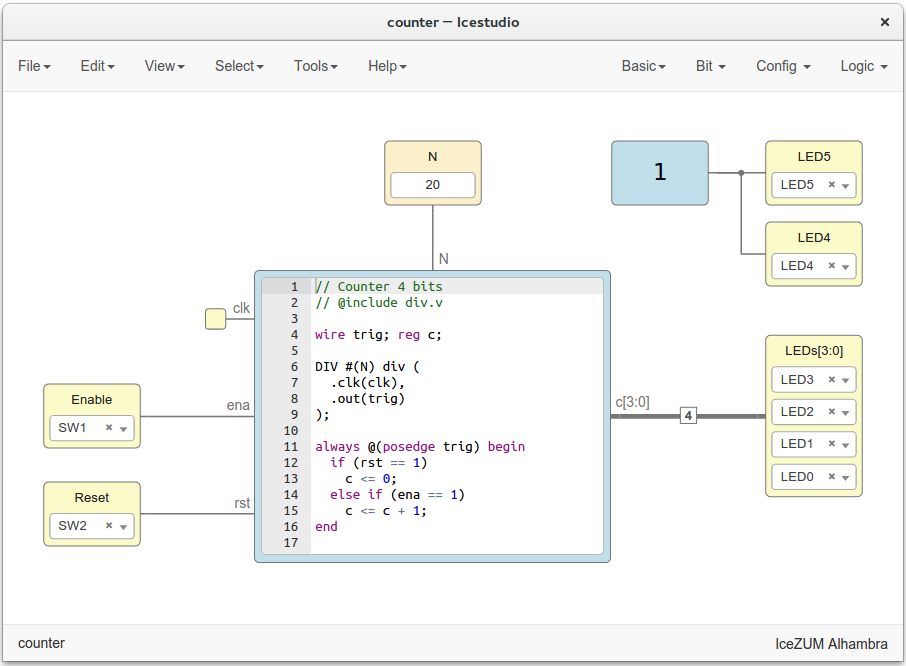 counter – Icestudio ×
File Edit View Select Tools Help Basic Bit Config Logic
N
20
N
1
LED5
LED5 ×
LED4
LED4 ×
clk
Enable
SW1 ×
ena
Reset
SW2 ×
rst
1 // Counter 4 bits
2 // @include div.v
3
4 wire trig; reg c;
5
6 DIV #(N) div (
7 .clk(clk),
8 .out(trig)
9 );
10
11 always @(posedge trig) begin
12 if (rst == 1)
13 c <= 0;
14 else if (ena == 1)
15 c <= c + 1;
16 end
17
c[3:0]
4
LEDs[3:0]
LED3 ×
LED2 ×
LED1 ×
LED0 ×
counter
IceZUM Alhambra